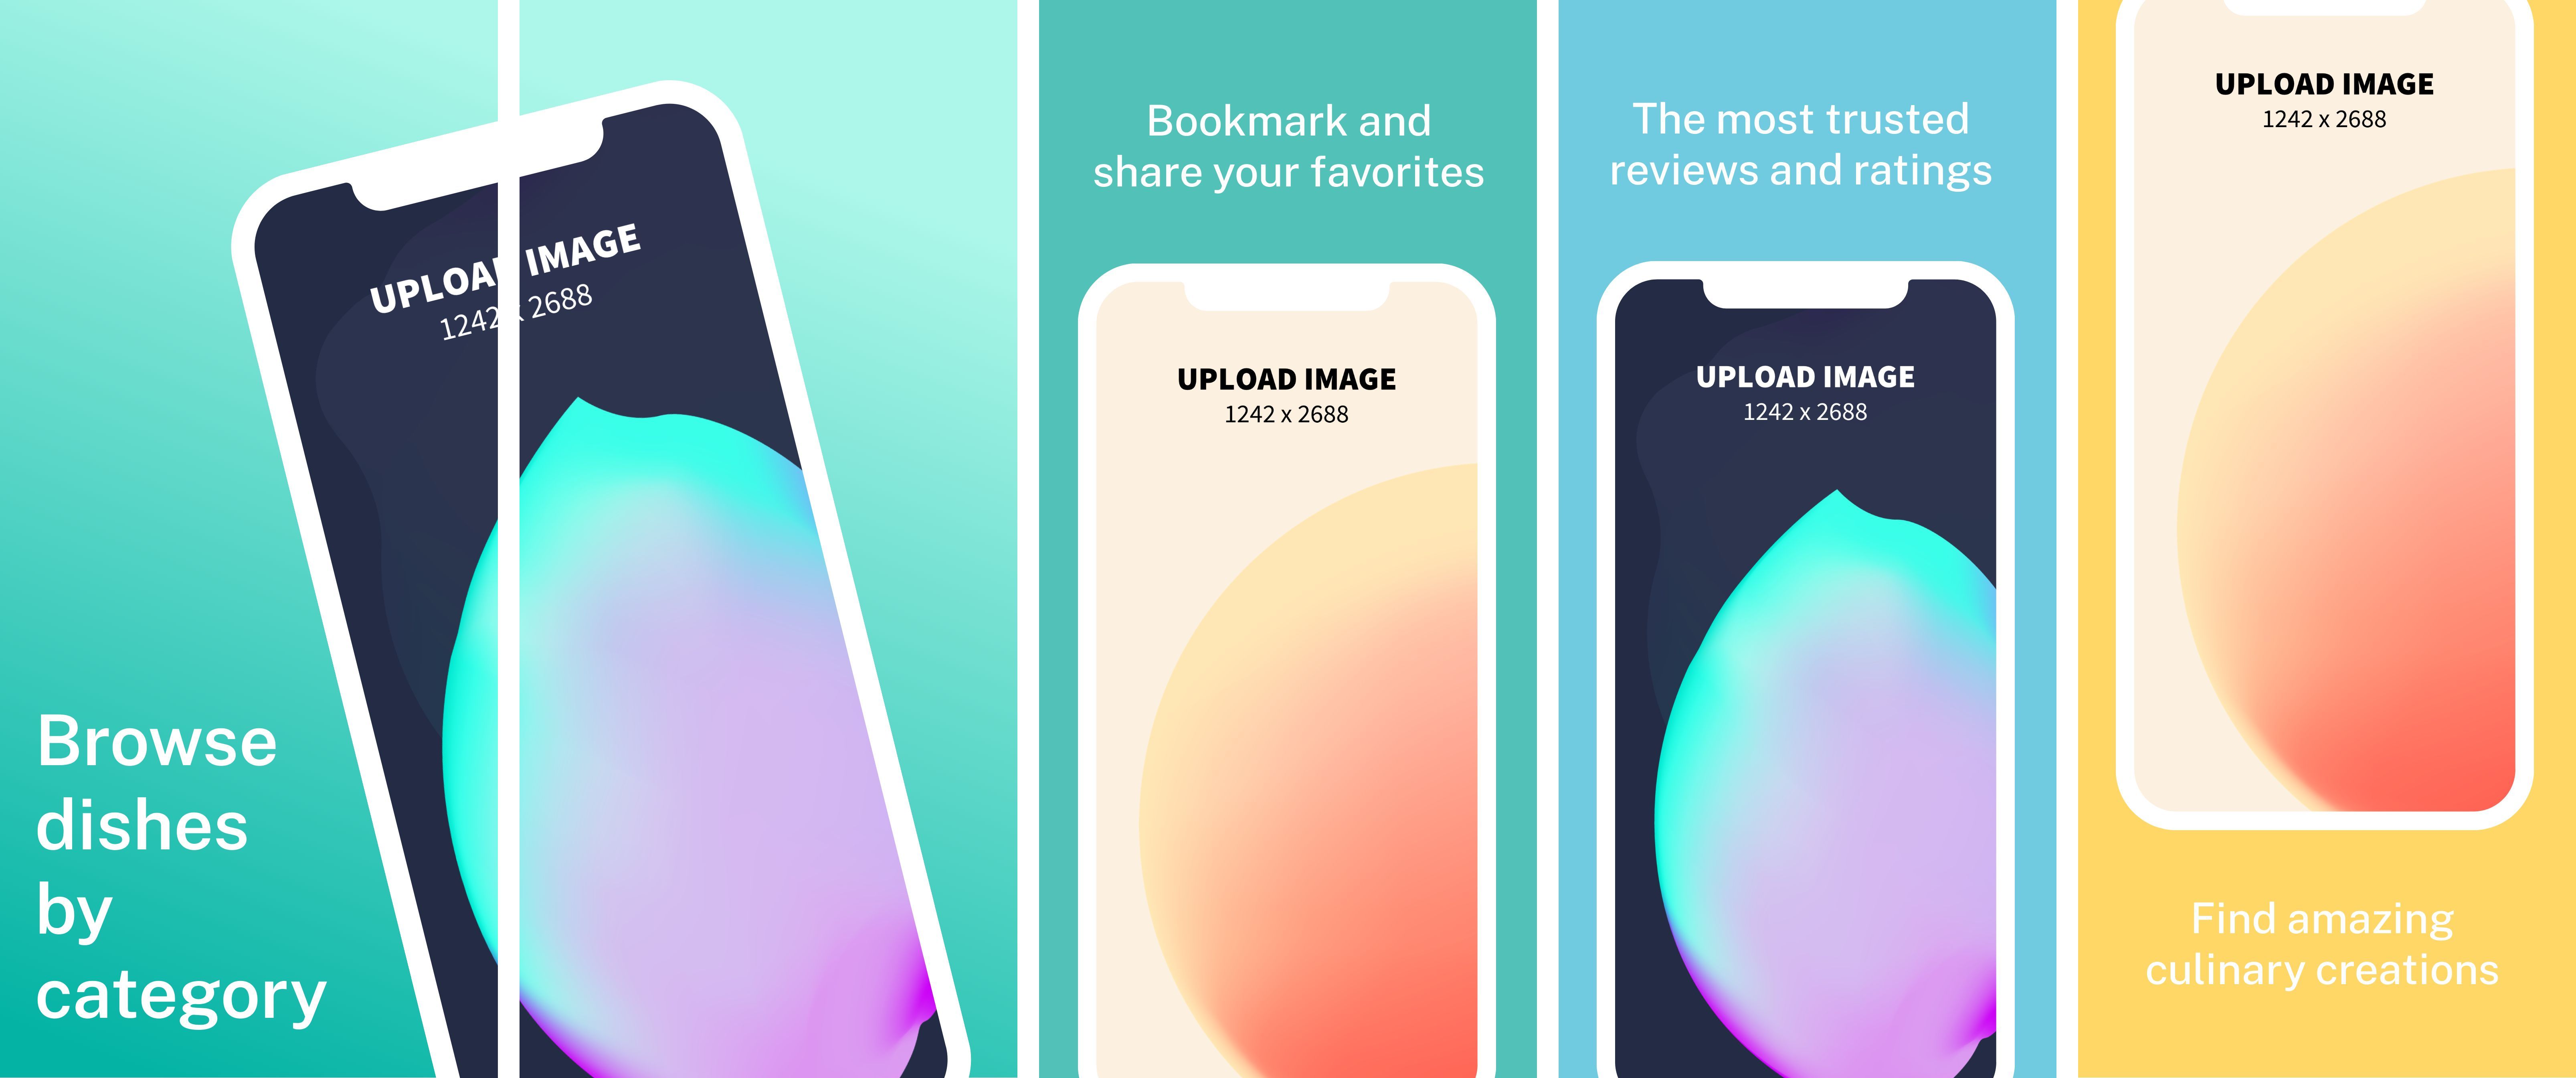 UPLOAD IMAGE
1242 x 2688
Browse
dishes
by
category
Bookmark and
share your favorites
UPLOAD IMAGE
1242 x 2688
The most trusted
reviews and ratings
UPLOAD IMAGE
1242 x 2688
UPLOAD IMAGE
1242 x 2688
Find amazing
culinary creations